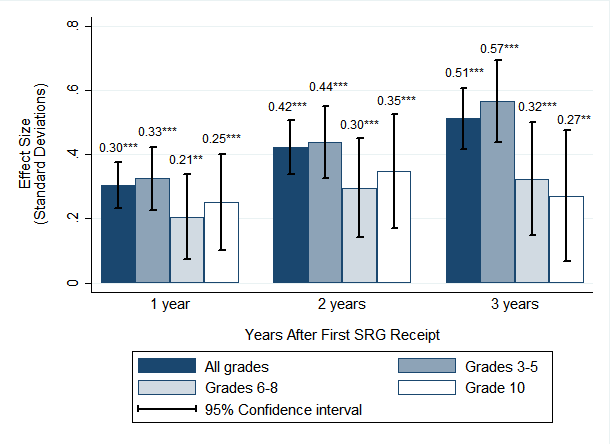 Effect Size
(Standard Deviations)
.8
.6
.4
.2
0
0.30***
0.33***
0.21**
0.25***
0.42***
0.44***
0.30***
0.35***
0.51***
0.57***
0.32***
0.27**
1 year
2 years
3 years
Years After First SRG Receipt
All grades
Grades 3-5
Grades 6-8
Grade 10
95% Confidence interval